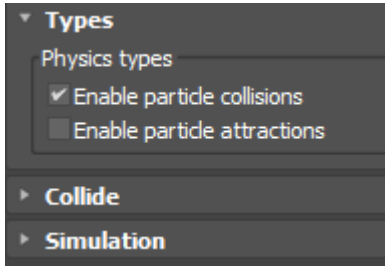 Types
Physics types
Enable particle collisions
Enable particle attractions
Collide
Simulation